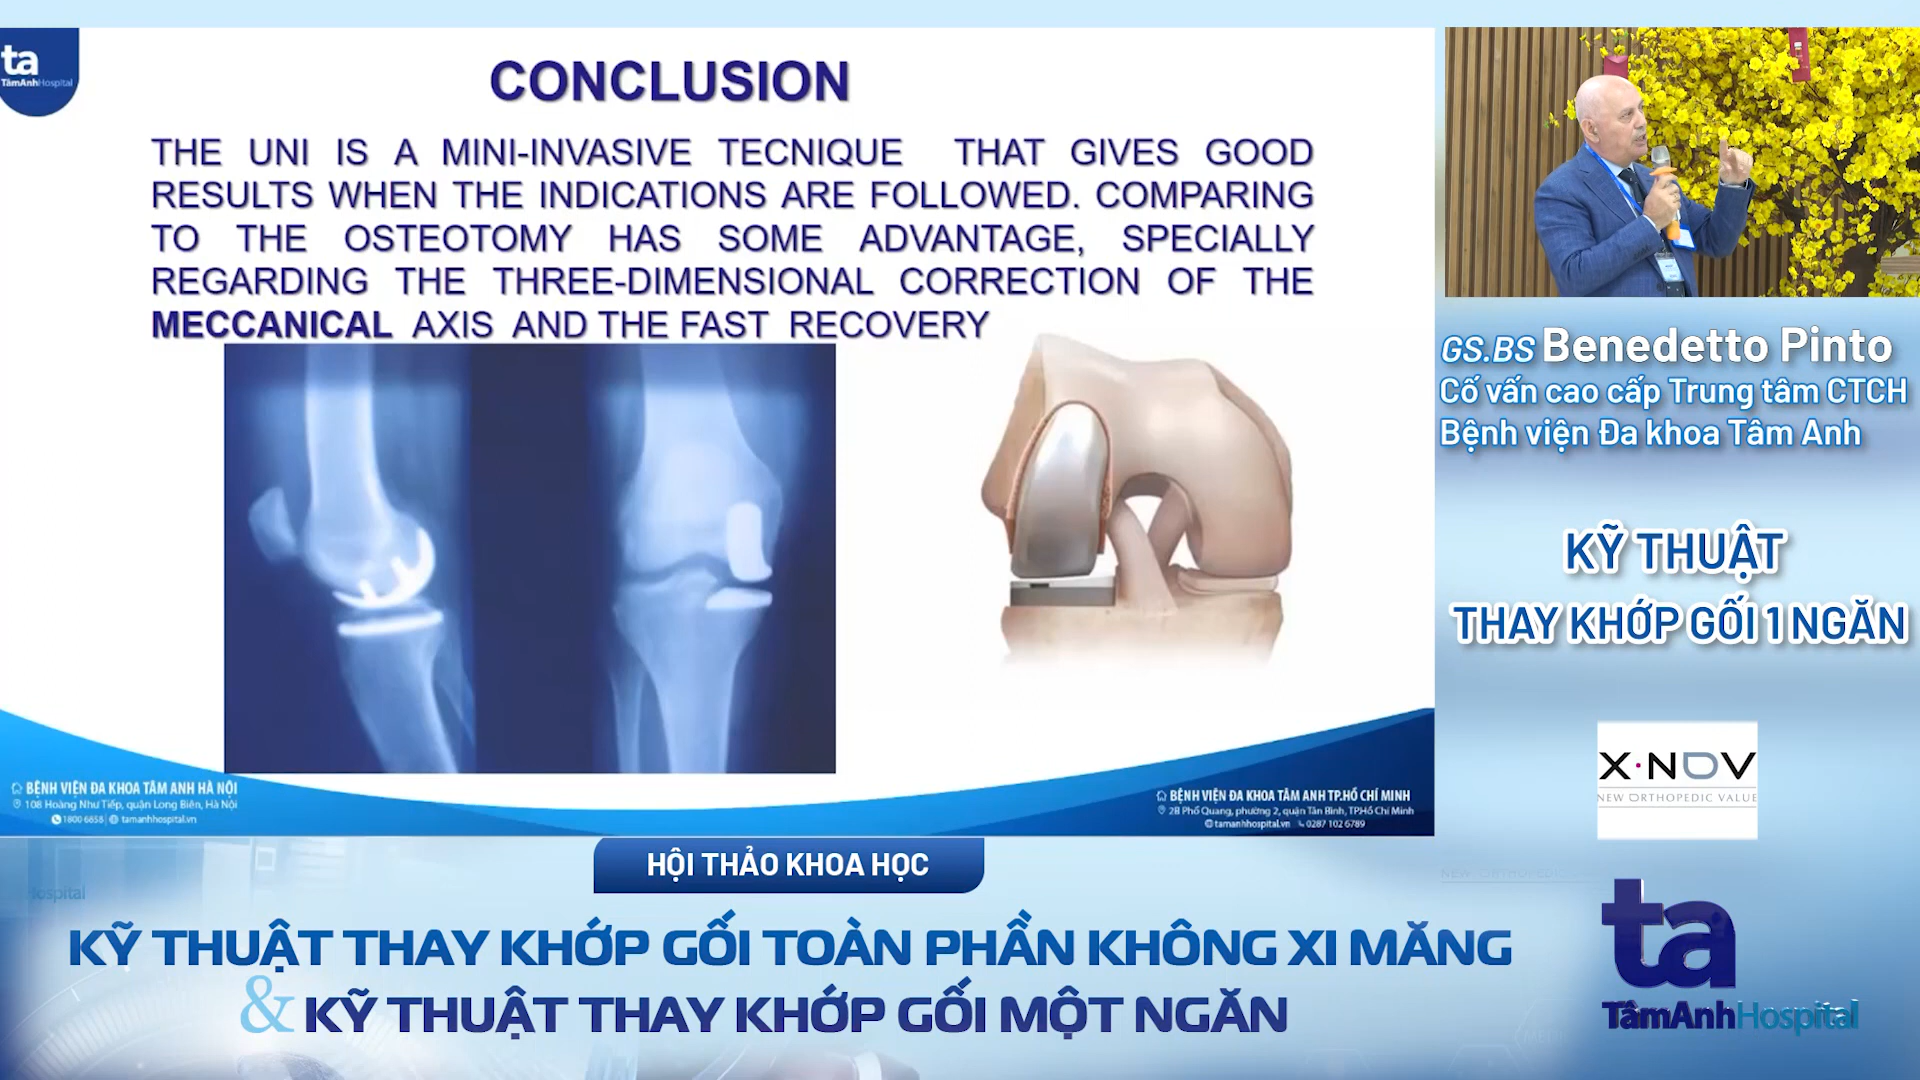 ta
TâmAnhHospital
CONCLUSION
THE UNI IS A MINI-INVASIVE TECNIQUE THAT GIVES GOOD
RESULTS WHEN THE INDICATIONS ARE FOLLOWED. COMPARING
TO THE OSTEOTOMY HAS SOME ADVANTAGE, SPECIALLY
REGARDING THE THREE-DIMENSIONAL CORRECTION OF THE
MECCANICAL AXIS AND THE FAST RECOVERY
BỆNH VIỆN ĐA KHOA TÂM ANH HÀ NỘI
108 Hoàng Như Tiếp, quận Long Biên, Hà Nội
1800 6858 | tamanhhospital.vn
BỆNH VIỆN ĐA KHOA TÂM ANH TP.HỒ CHÍ MINH
2B Phổ Quang, phường 2, quận Tân Bình, TP.Hồ Chí Minh
tamanhhospital.vn 0287 102 6789
GS.BS Benedetto Pinto
Cố vấn cao cấp Trung tâm CTCH
Bệnh viện Đa khoa Tâm Anh
KỸ THUẬT
THAY KHỚP GỐI 1 NGĂN
X·NOV
NEW ORTHOPEDIC VALUE
HỘI THẢO KHOA HỌC
KỸ THUẬT THAY KHỚP GỐI TOÀN PHẦN KHÔNG XI MĂNG
& KỸ THUẬT THAY KHỚP GỐI MỘT NGĂN
ta
TâmAnhHospital